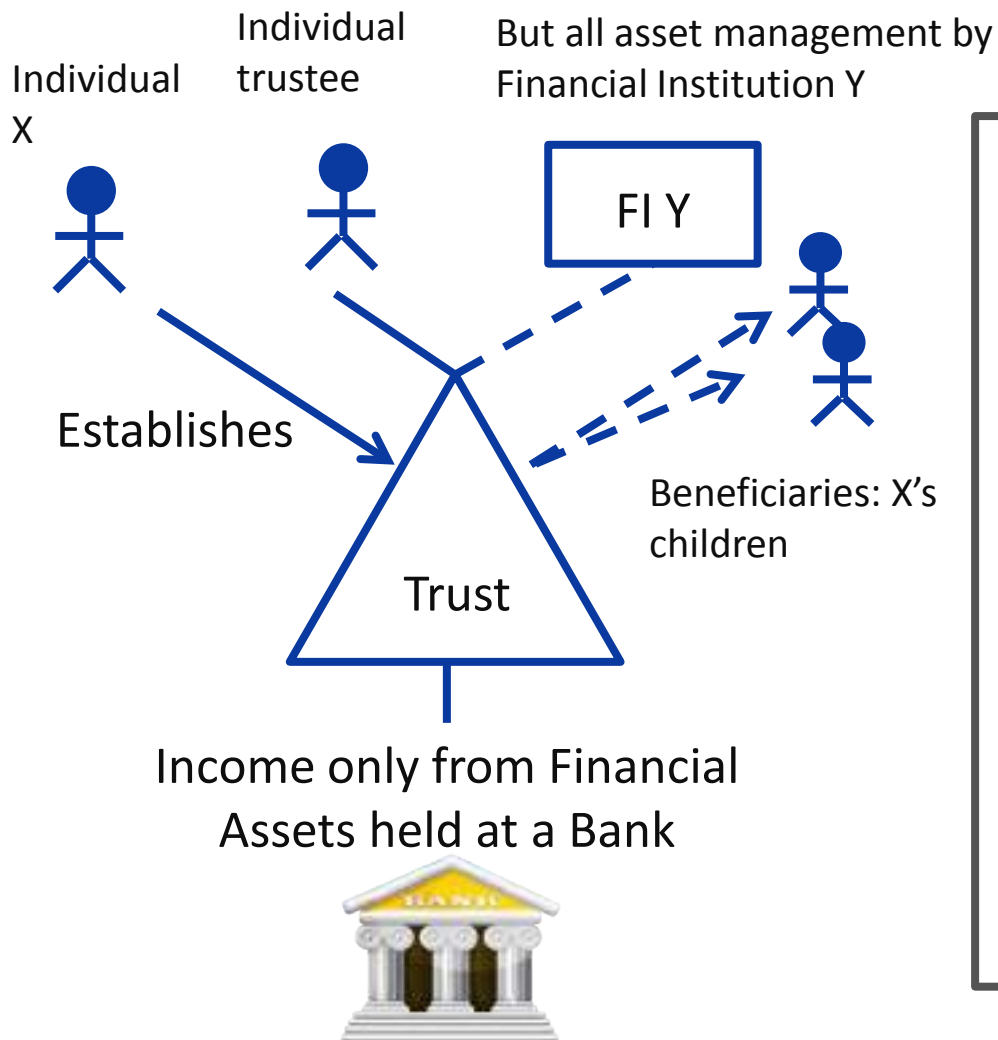 Individual
X
Individual
trustee
But all asset management by
Financial Institution Y
FI Y
Establishes
Beneficiaries: X’s
children
Trust
Income only from Financial
Assets held at a Bank
BANK